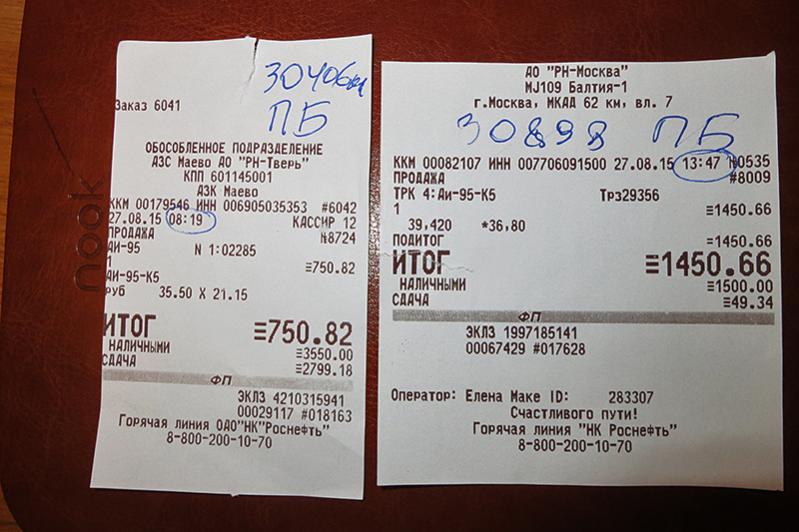 30406км
Заказ 6041
ПБ
ОБОСОБЛЕННОЕ ПОДРАЗДЕЛЕНИЕ
АЗС Маево АО "РН-Тверь"
КПП 601145001
АЗК Маево
ККМ 00179546 ИНН 006905035353 #6042
27.08.15 08:19 КАССИР 12
ПРОДАЖА №8724
АИ-95 N 1:02285
1 ≡750.82
АИ-95-К5
руб 35.50 X 21.15
ИТОГ ≡750.82
НАЛИЧНЫМИ ≡3550.00
СДАЧА ≡2799.18
ФП
ЭКЛЗ 4210315941
00029117 #018163
Горячая линия ОАО"НК"Роснефть"
8-800-200-10-70
АО "РН-Москва"
MJ109 Балтия-1
г.Москва, МКАД 62 км, вл. 7
30898 ПБ
ККМ 00082107 ИНН 007706091500 27.08.15 13:47 №0535
ПРОДАЖА #8009
ТРК 4:Аи-95-К5 Трз29356
1 ≡1450.66
39,420 *36,80
ПОДИТОГ ≡1450.66
ИТОГ ≡1450.66
НАЛИЧНЫМИ ≡1500.00
СДАЧА ≡49.34
ФП
ЭКЛЗ 1997185141
00067429 #017628
Оператор: Елена Маке ID: 283307
Счастливого пути!
Горячая линия "НК Роснефть"
8-800-200-10-70
nook